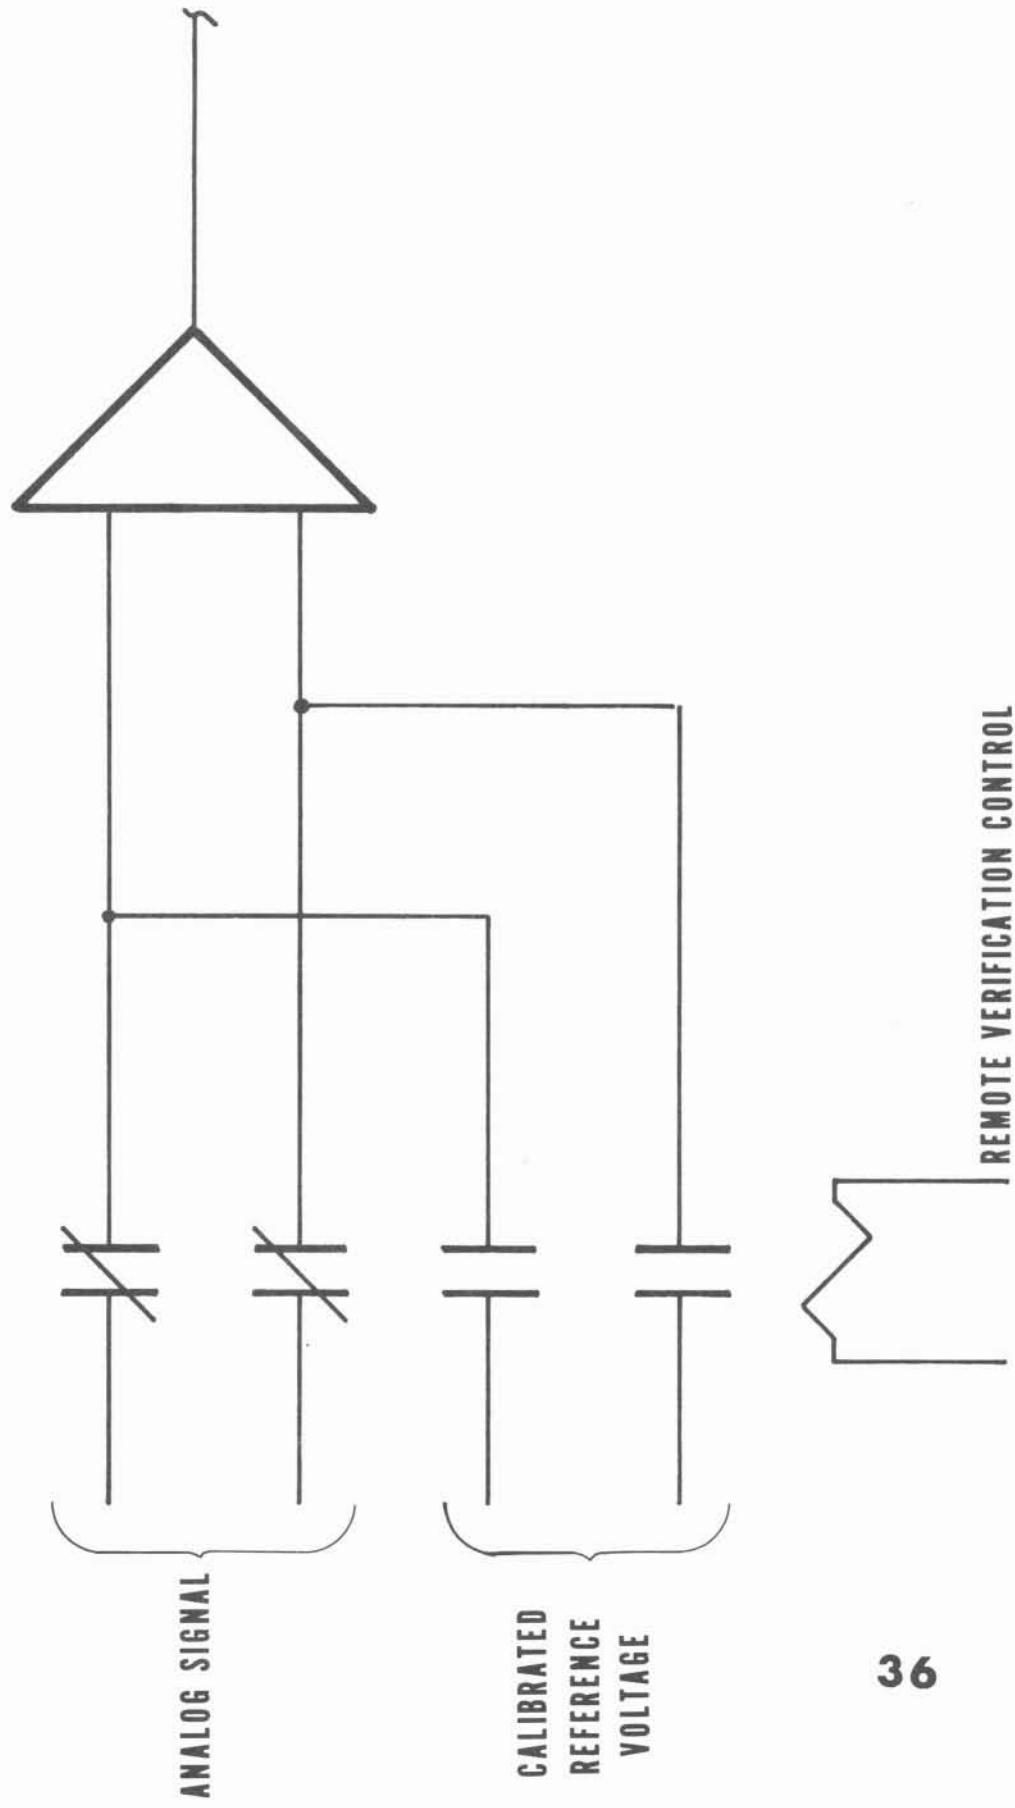 ANALOG SIGNAL
CALIBRATED
REFERENCE
VOLTAGE
REMOTE VERIFICATION CONTROL
36